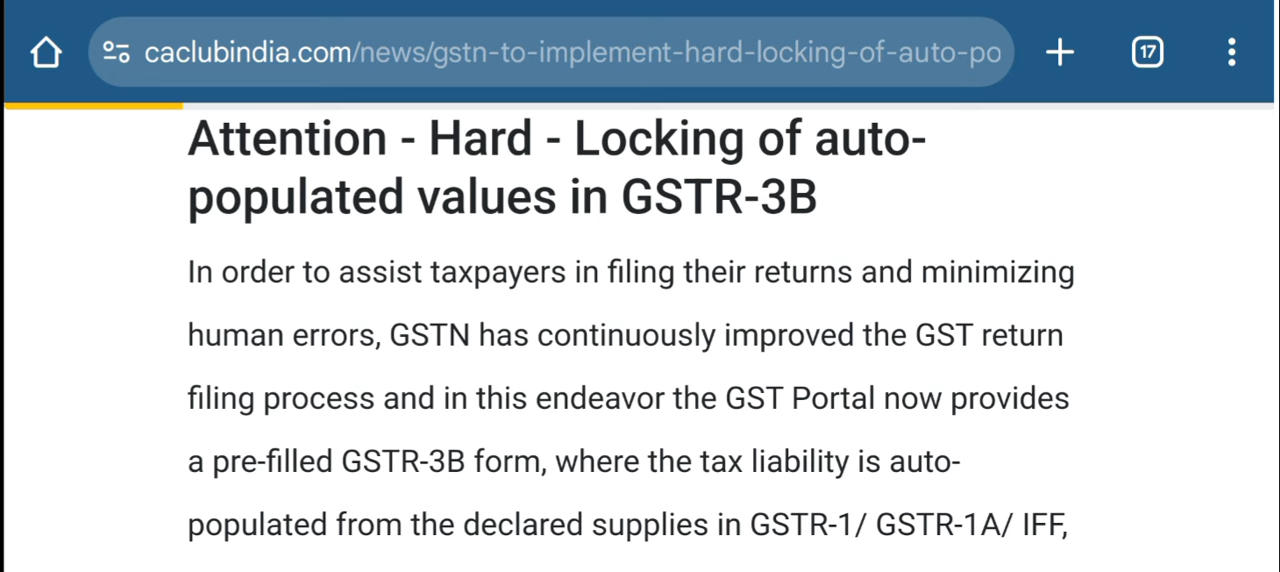 caclubindia.com/news/gstn-to-implement-hard-locking-of-auto-po
17
Attention - Hard - Locking of auto-
populated values in GSTR-3B
In order to assist taxpayers in filing their returns and minimizing
human errors, GSTN has continuously improved the GST return
filing process and in this endeavor the GST Portal now provides
a pre-filled GSTR-3B form, where the tax liability is auto-
populated from the declared supplies in GSTR-1/ GSTR-1A/ IFF,